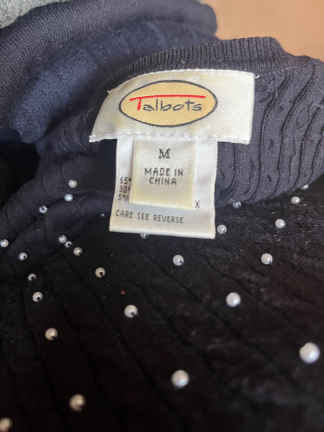 Talbots
M
MADE IN
CHINA
X
CARE SEE REVERSE